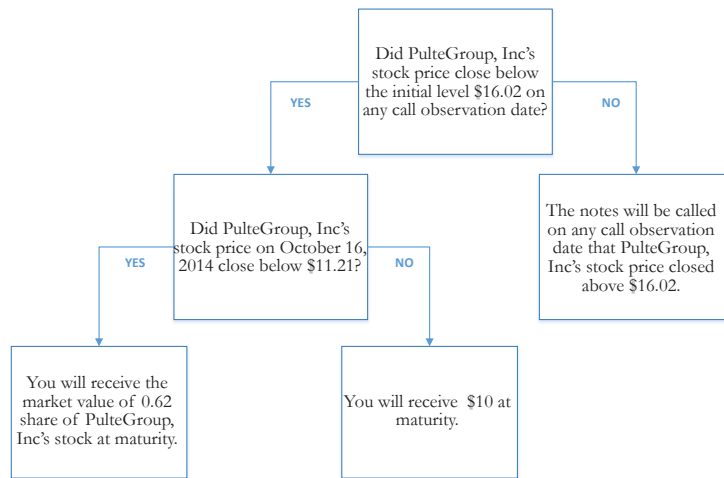 Did PulteGroup, Inc's
stock price close below
the initial level $16.02 on
any call observation date?
YES
NO
Did PulteGroup, Inc's
stock price on October 16,
2014 close below $11.21?
The notes will be called
on any call observation
date that PulteGroup,
Inc's stock price closed
above $16.02.
YES
NO
You will receive the
market value of 0.62
share of PulteGroup,
Inc's stock at maturity.
You will receive $10 at
maturity.